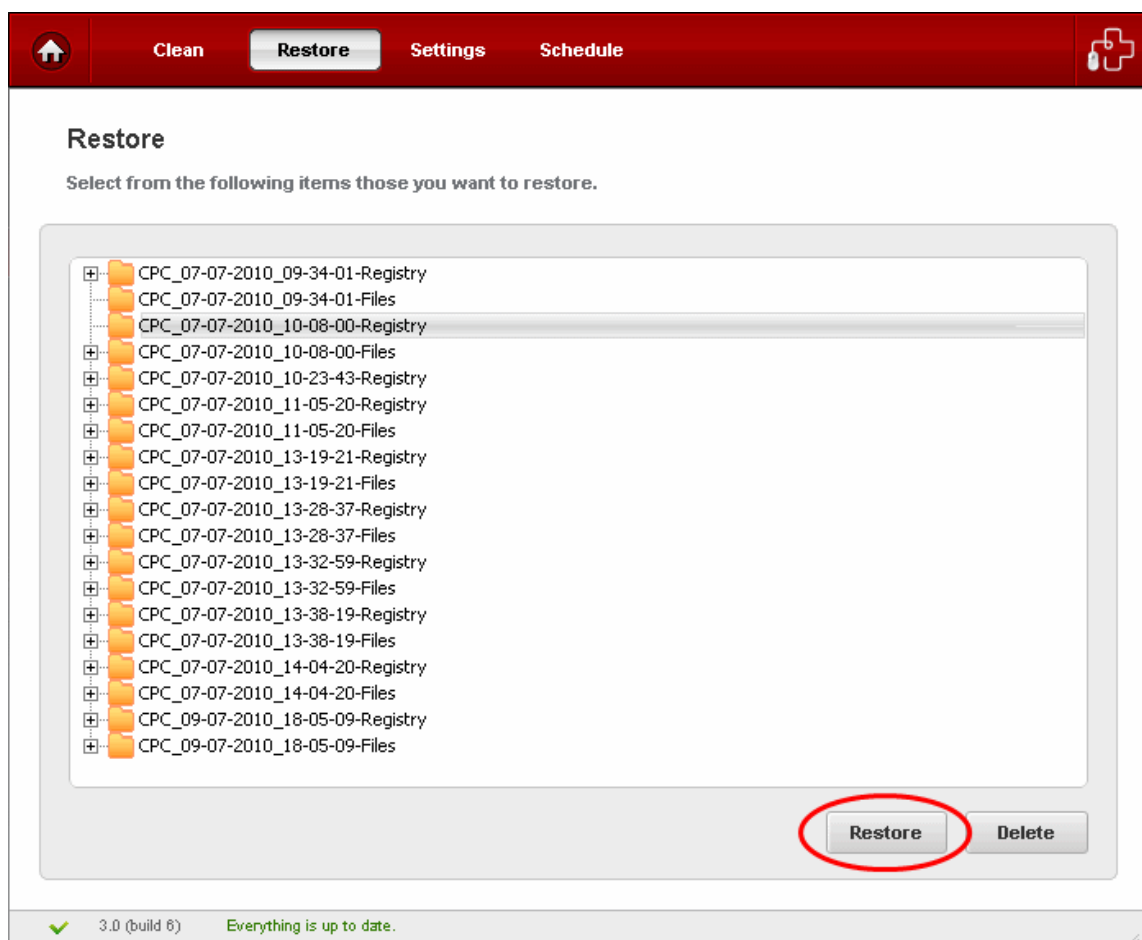 Clean Restore Settings Schedule
Restore
Select from the following items those you want to restore.
CPC_07-07-2010_09-34-01-Registry
CPC_07-07-2010_09-34-01-Files
CPC_07-07-2010_10-08-00-Registry
CPC_07-07-2010_10-08-00-Files
CPC_07-07-2010_10-23-43-Registry
CPC_07-07-2010_11-05-20-Registry
CPC_07-07-2010_11-05-20-Files
CPC_07-07-2010_13-19-21-Registry
CPC_07-07-2010_13-19-21-Files
CPC_07-07-2010_13-28-37-Registry
CPC_07-07-2010_13-28-37-Files
CPC_07-07-2010_13-32-59-Registry
CPC_07-07-2010_13-32-59-Files
CPC_07-07-2010_13-38-19-Registry
CPC_07-07-2010_13-38-19-Files
CPC_07-07-2010_14-04-20-Registry
CPC_07-07-2010_14-04-20-Files
CPC_09-07-2010_18-05-09-Registry
CPC_09-07-2010_18-05-09-Files
Restore Delete
3.0 (build 6) Everything is up to date.